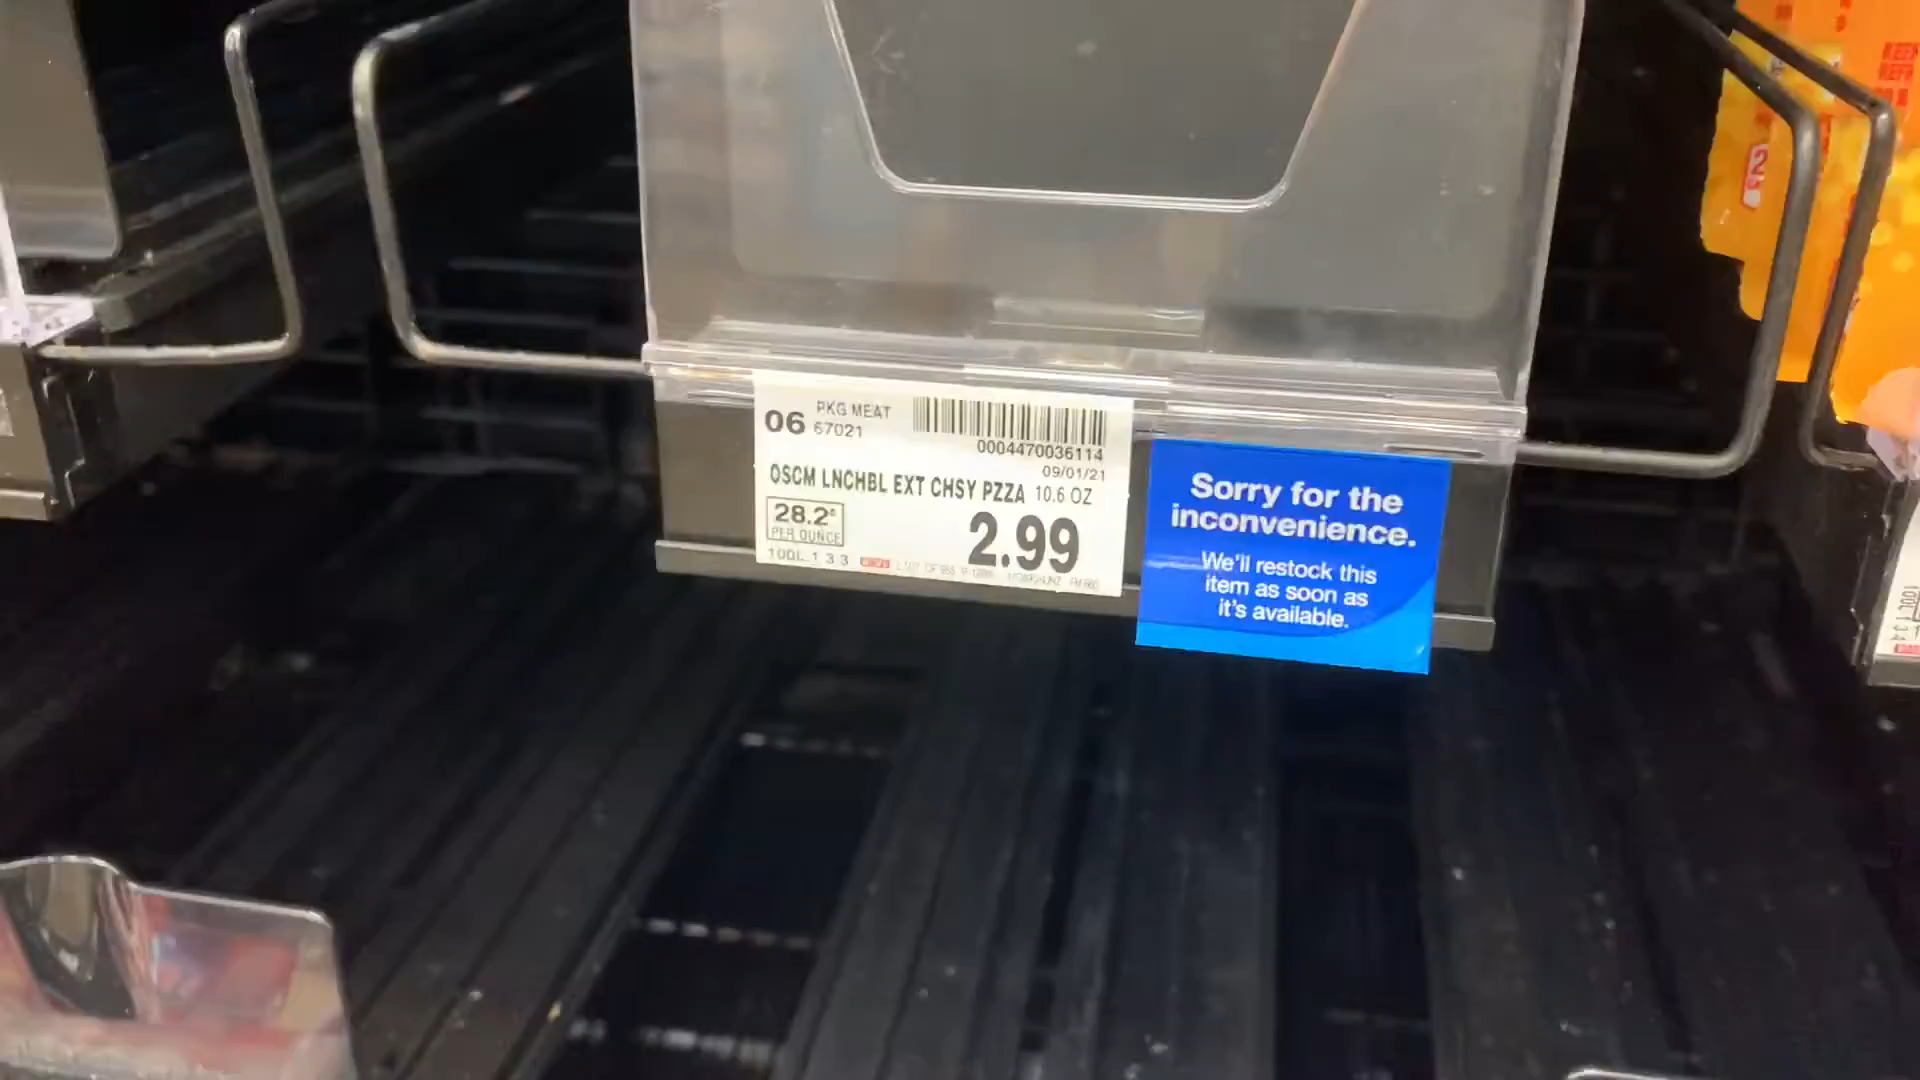 06 PKG MEAT
67021
0004470036114
09/01/21
OSCM LNCHBL EXT CHSY PZZA 10.6 OZ
28.2¢
PER OUNCE
2.99
100L 1 3 3
Sorry for the
inconvenience.
We'll restock this
item as soon as
it's available.